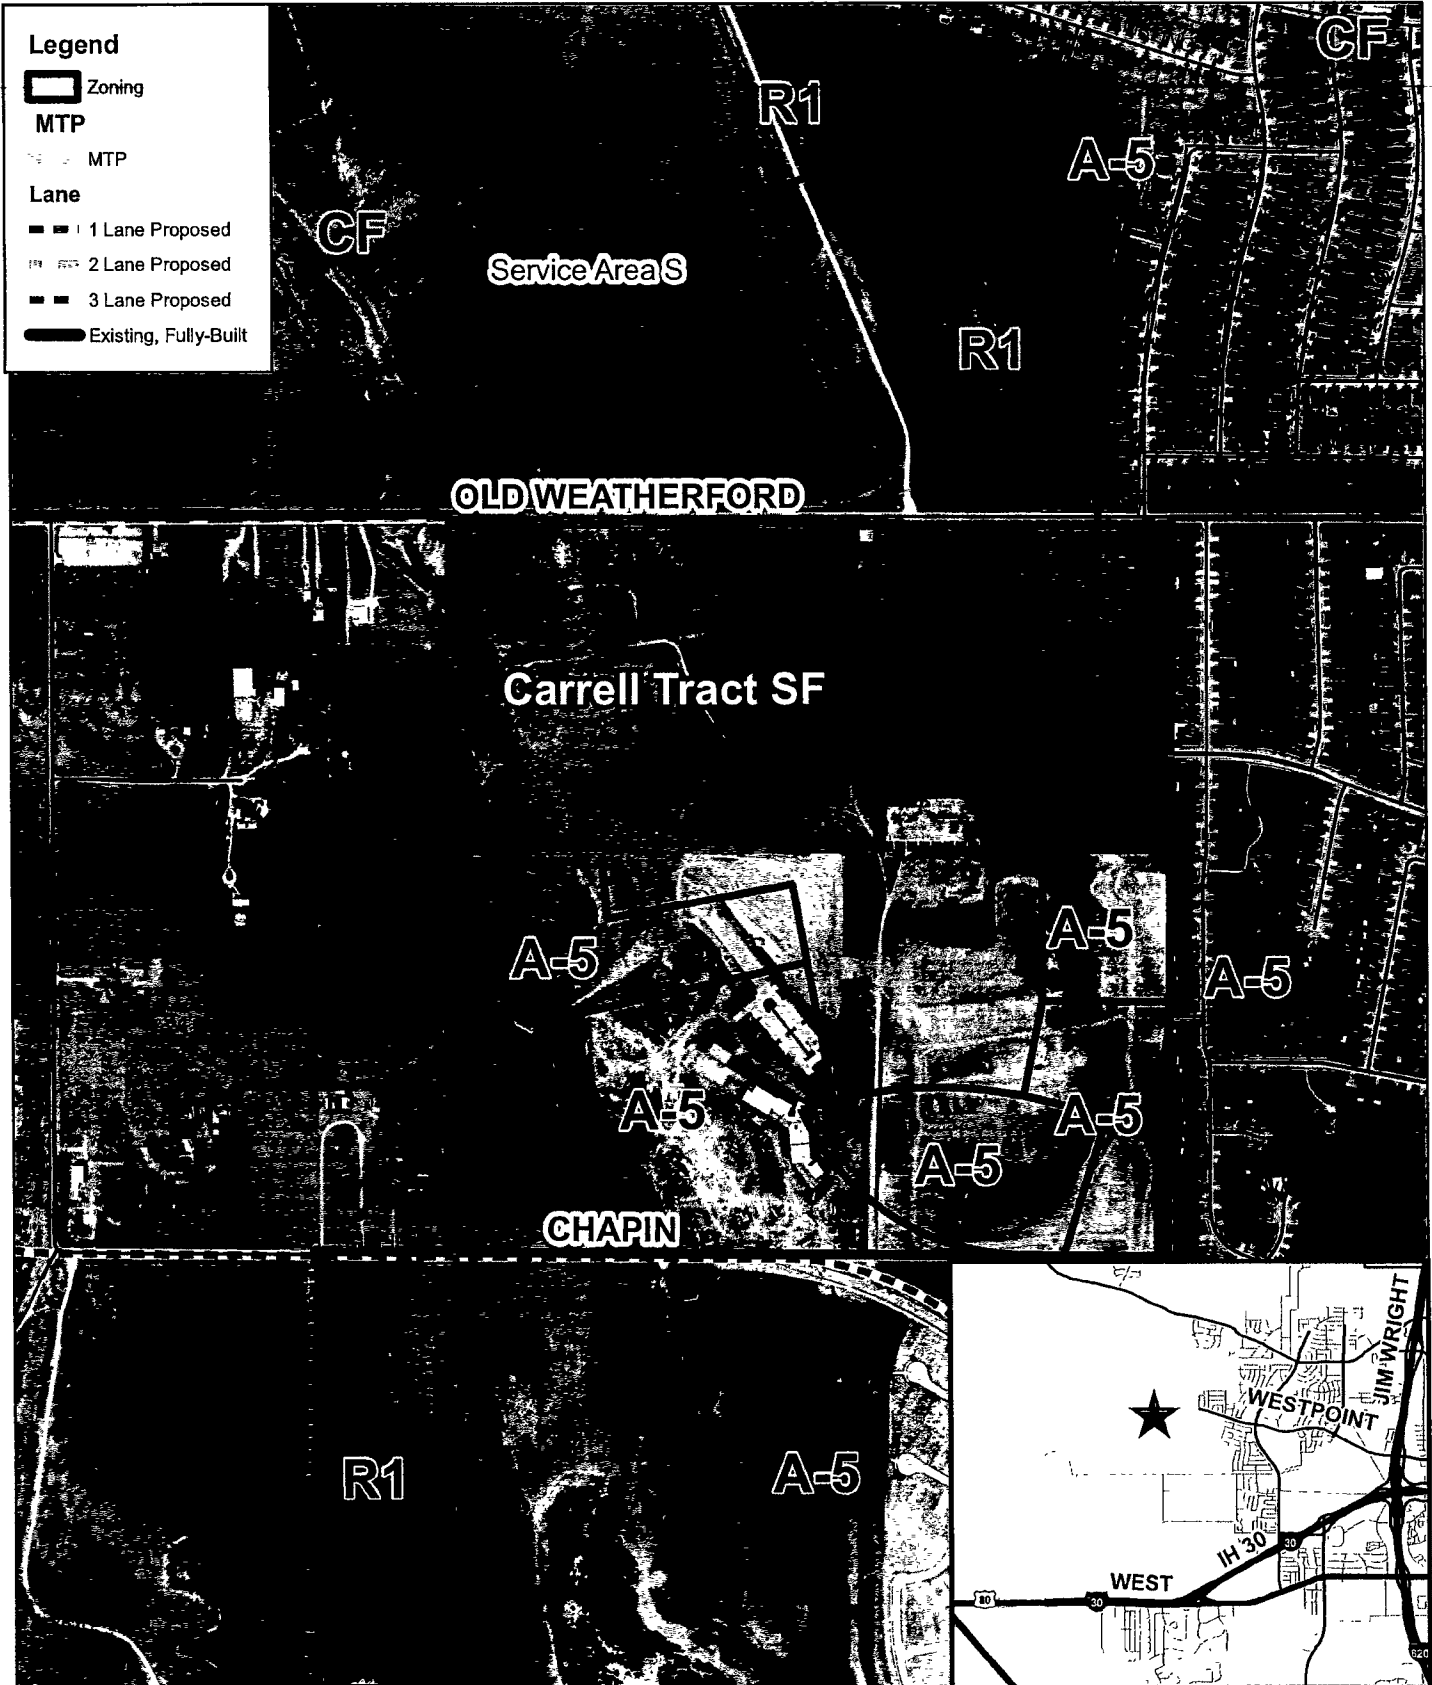 Legend
Zoning
MTP
MTP
Lane
1 Lane Proposed
2 Lane Proposed
3 Lane Proposed
Existing, Fully-Built
CF
R1
A-5
CF
Service Area S
R1
OLD WEATHERFORD
Carrell Tract SF
A-5
A-5
A-5
A-5
A-5
A-5
CHAPIN
R1
A-5
JIM WRIGHT
WESTPOINT
IH 30
30
WEST
80
30
820